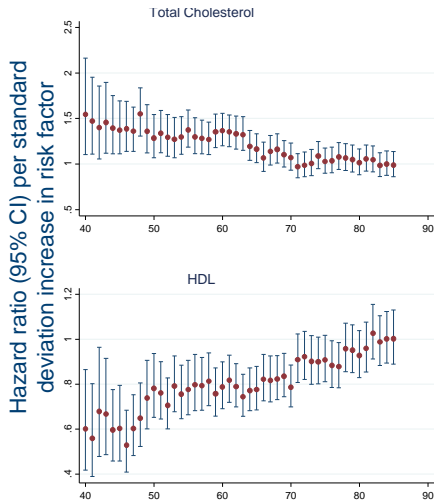 Total Cholesterol
Hazard ratio (95% CI) per standard
deviation increase in risk factor
2.5
2
1.5
1
.5
40 50 60 70 80 90
HDL
1.2
1
.8
.6
.4
40 50 60 70 80 90